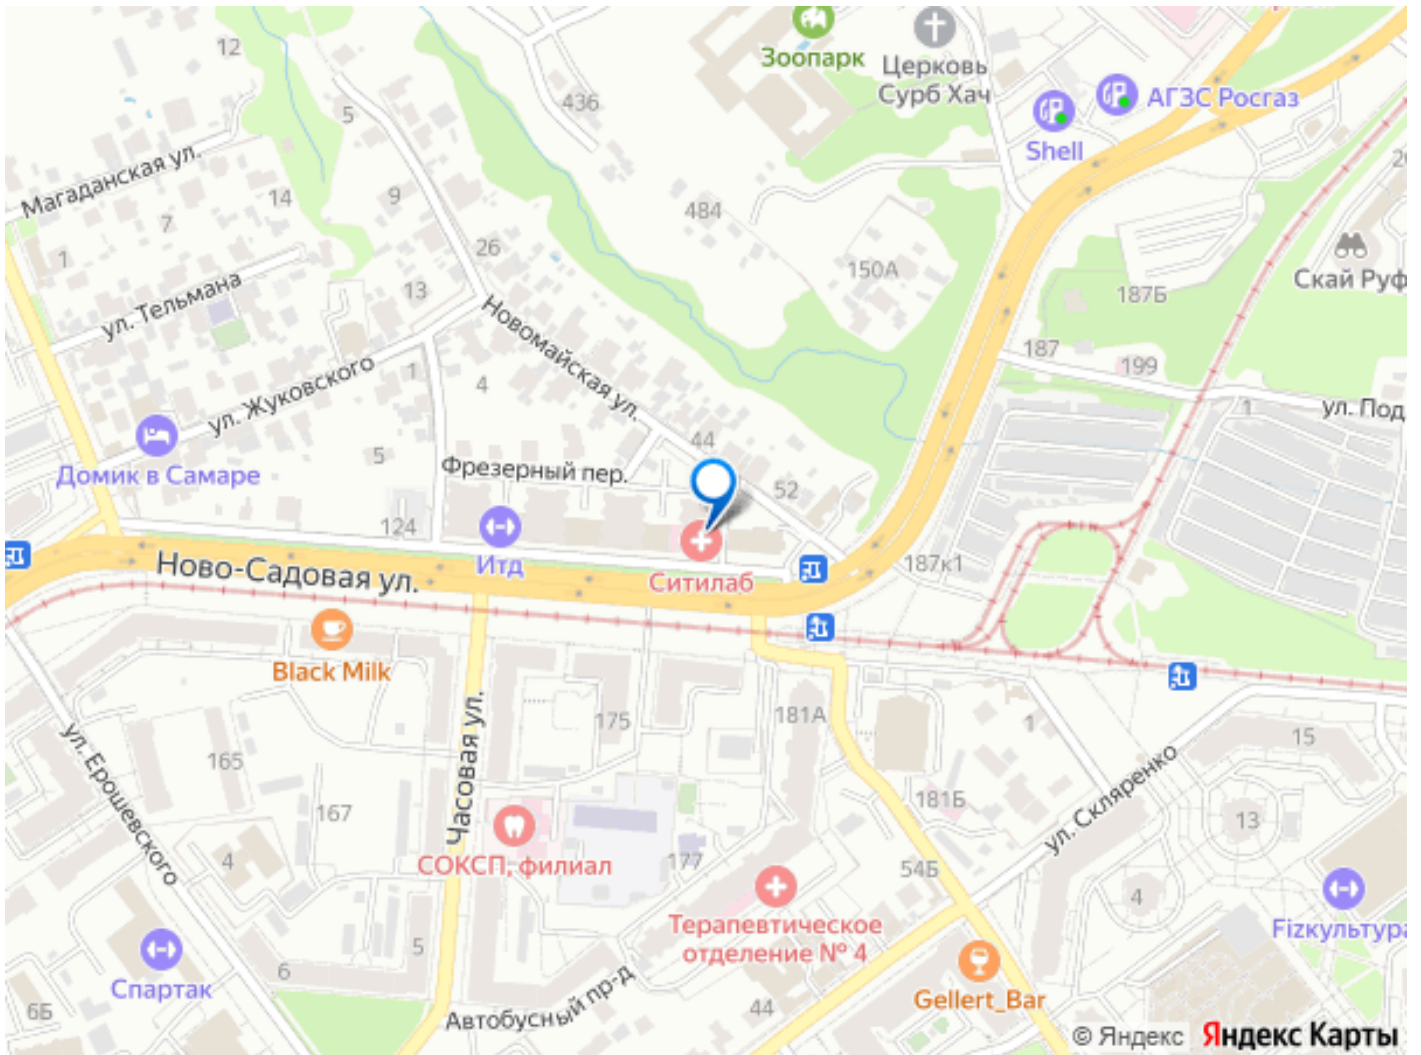 12
Зоопарк
Церковь
Сурб Хач
АГЗС Росгаз
Shell
436
5
Магаданская ул.
14
9
7
484
26
1
150А
Скай Руф
13
187Б
ул. Тельмана
Новомайская ул.
187
199
1
4
ул. Жуковского
1
ул. Под
44
5
Фрезерный пер.
Домик в Самаре
52
124
Итд
Ново-Садовая ул.
Ситилаб
187к1
Black Milk
175
181А
1
15
ул. Ерошевского
165
Часовая ул.
167
181Б
ул. Скляренко
13
4
СОКСП, филиал
177
54Б
4
Терапевтическое
отделение № 4
Fizкультура
5
6
Спартак
Автобусный пр-д
Gellert_Bar
6Б
44
© Яндекс Яндекс Карты